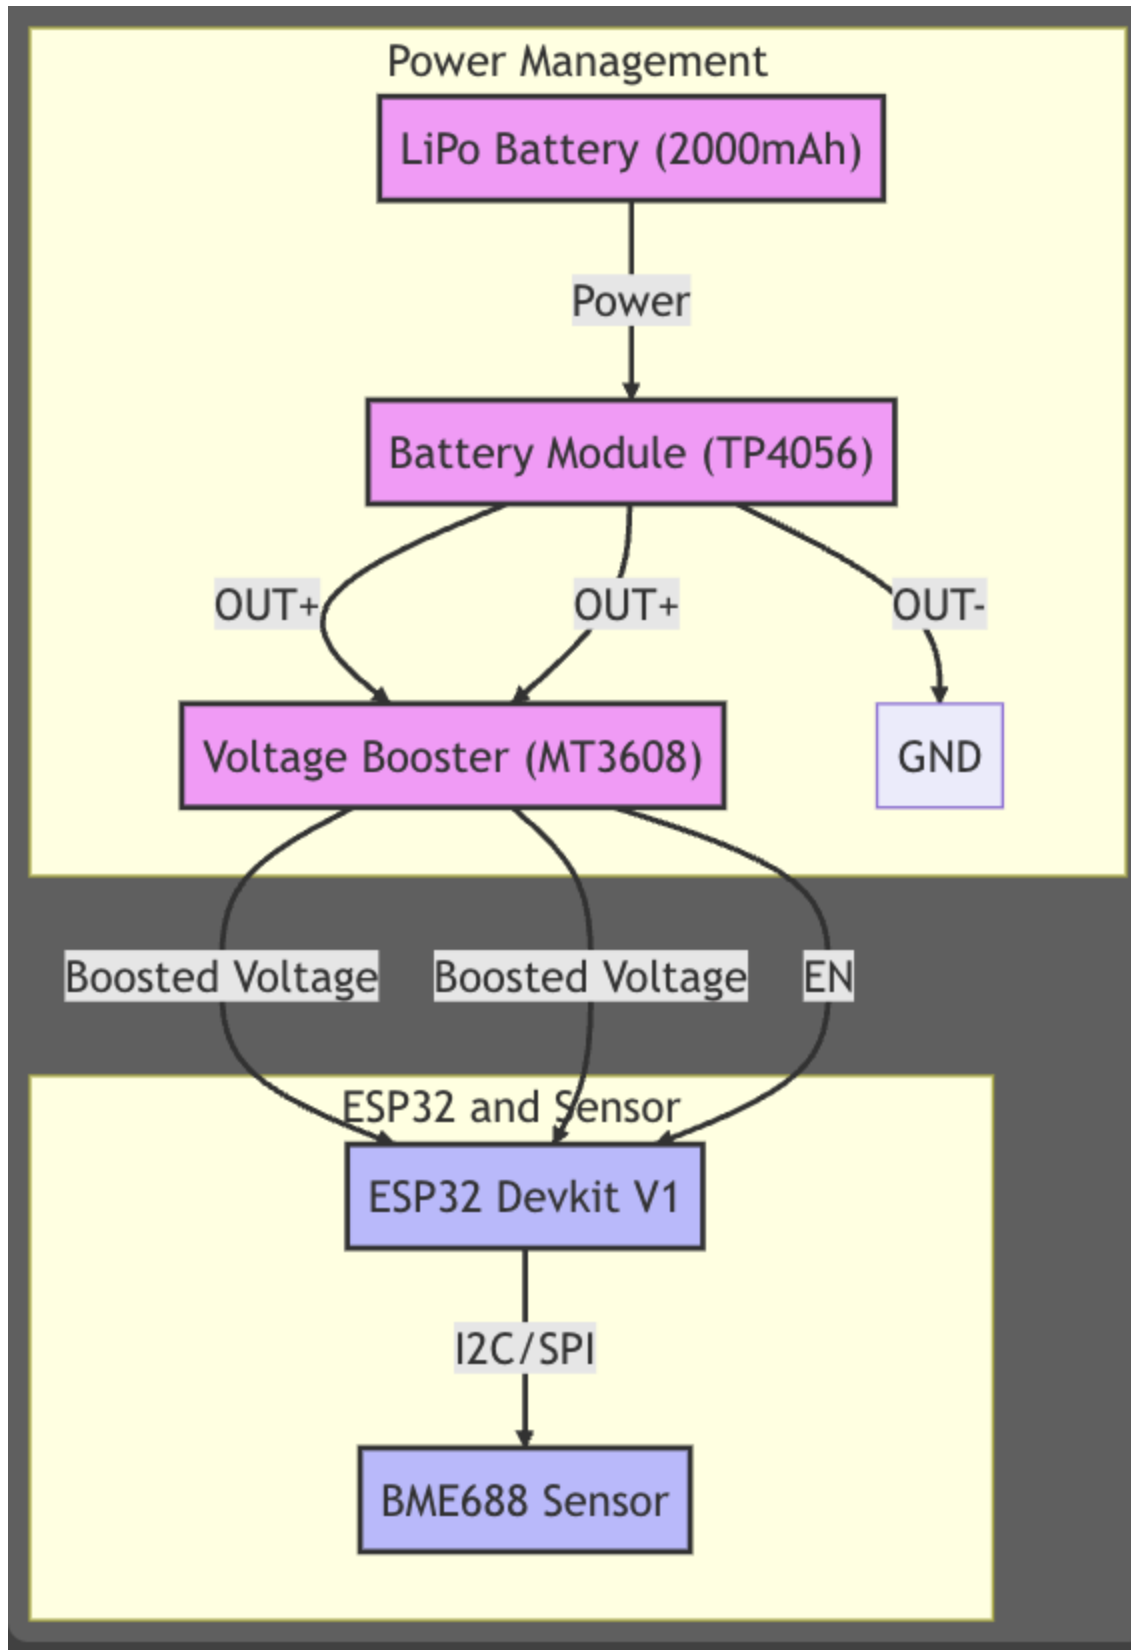 Power Management
LiPo Battery (2000mAh)
Power
Battery Module (TP4056)
OUT+
OUT+
OUT-
Voltage Booster (MT3608)
GND
Boosted Voltage
Boosted Voltage
EN
ESP32 and Sensor
ESP32 Devkit V1
I2C/SPI
BME688 Sensor